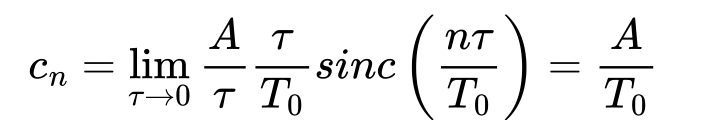 c_n = \lim_{\tau \to 0} \frac{A}{\tau} \frac{\tau}{T_0} sinc \left( \frac{n\tau}{T_0} \right) = \frac{A}{T_0}